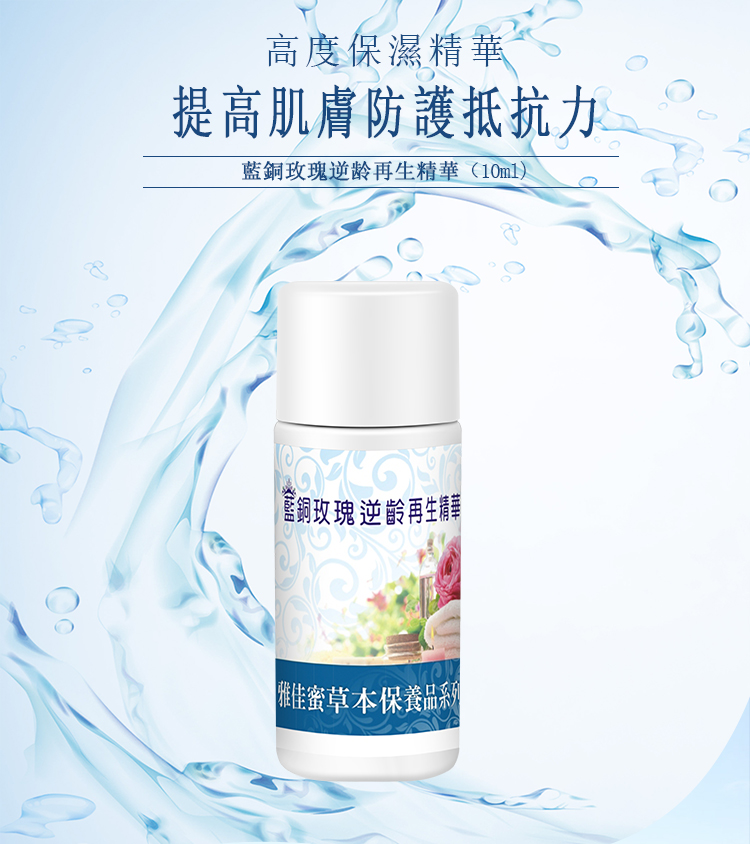 高度保濕精華
提高肌膚防護抵抗力
藍銅玫瑰逆齡再生精華（10ml）
藍銅玫瑰逆齡再生精華
雅佳蜜草本保養品系列